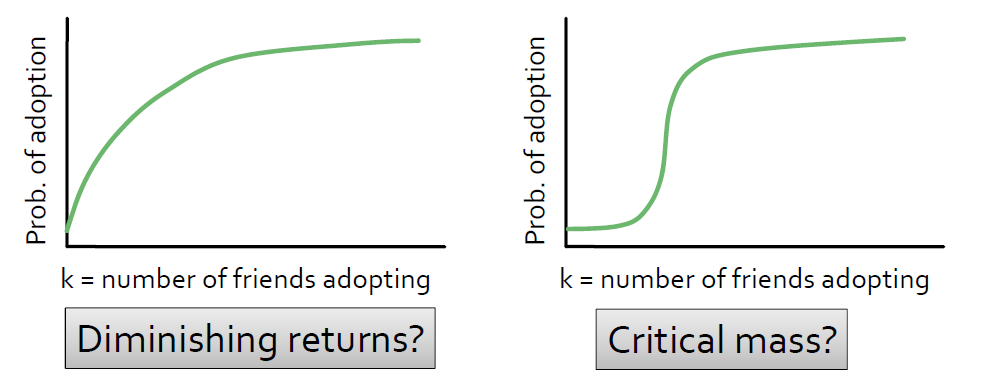 Prob. of adoption
k = number of friends adopting
Diminishing returns?
Prob. of adoption
k = number of friends adopting
Critical mass?